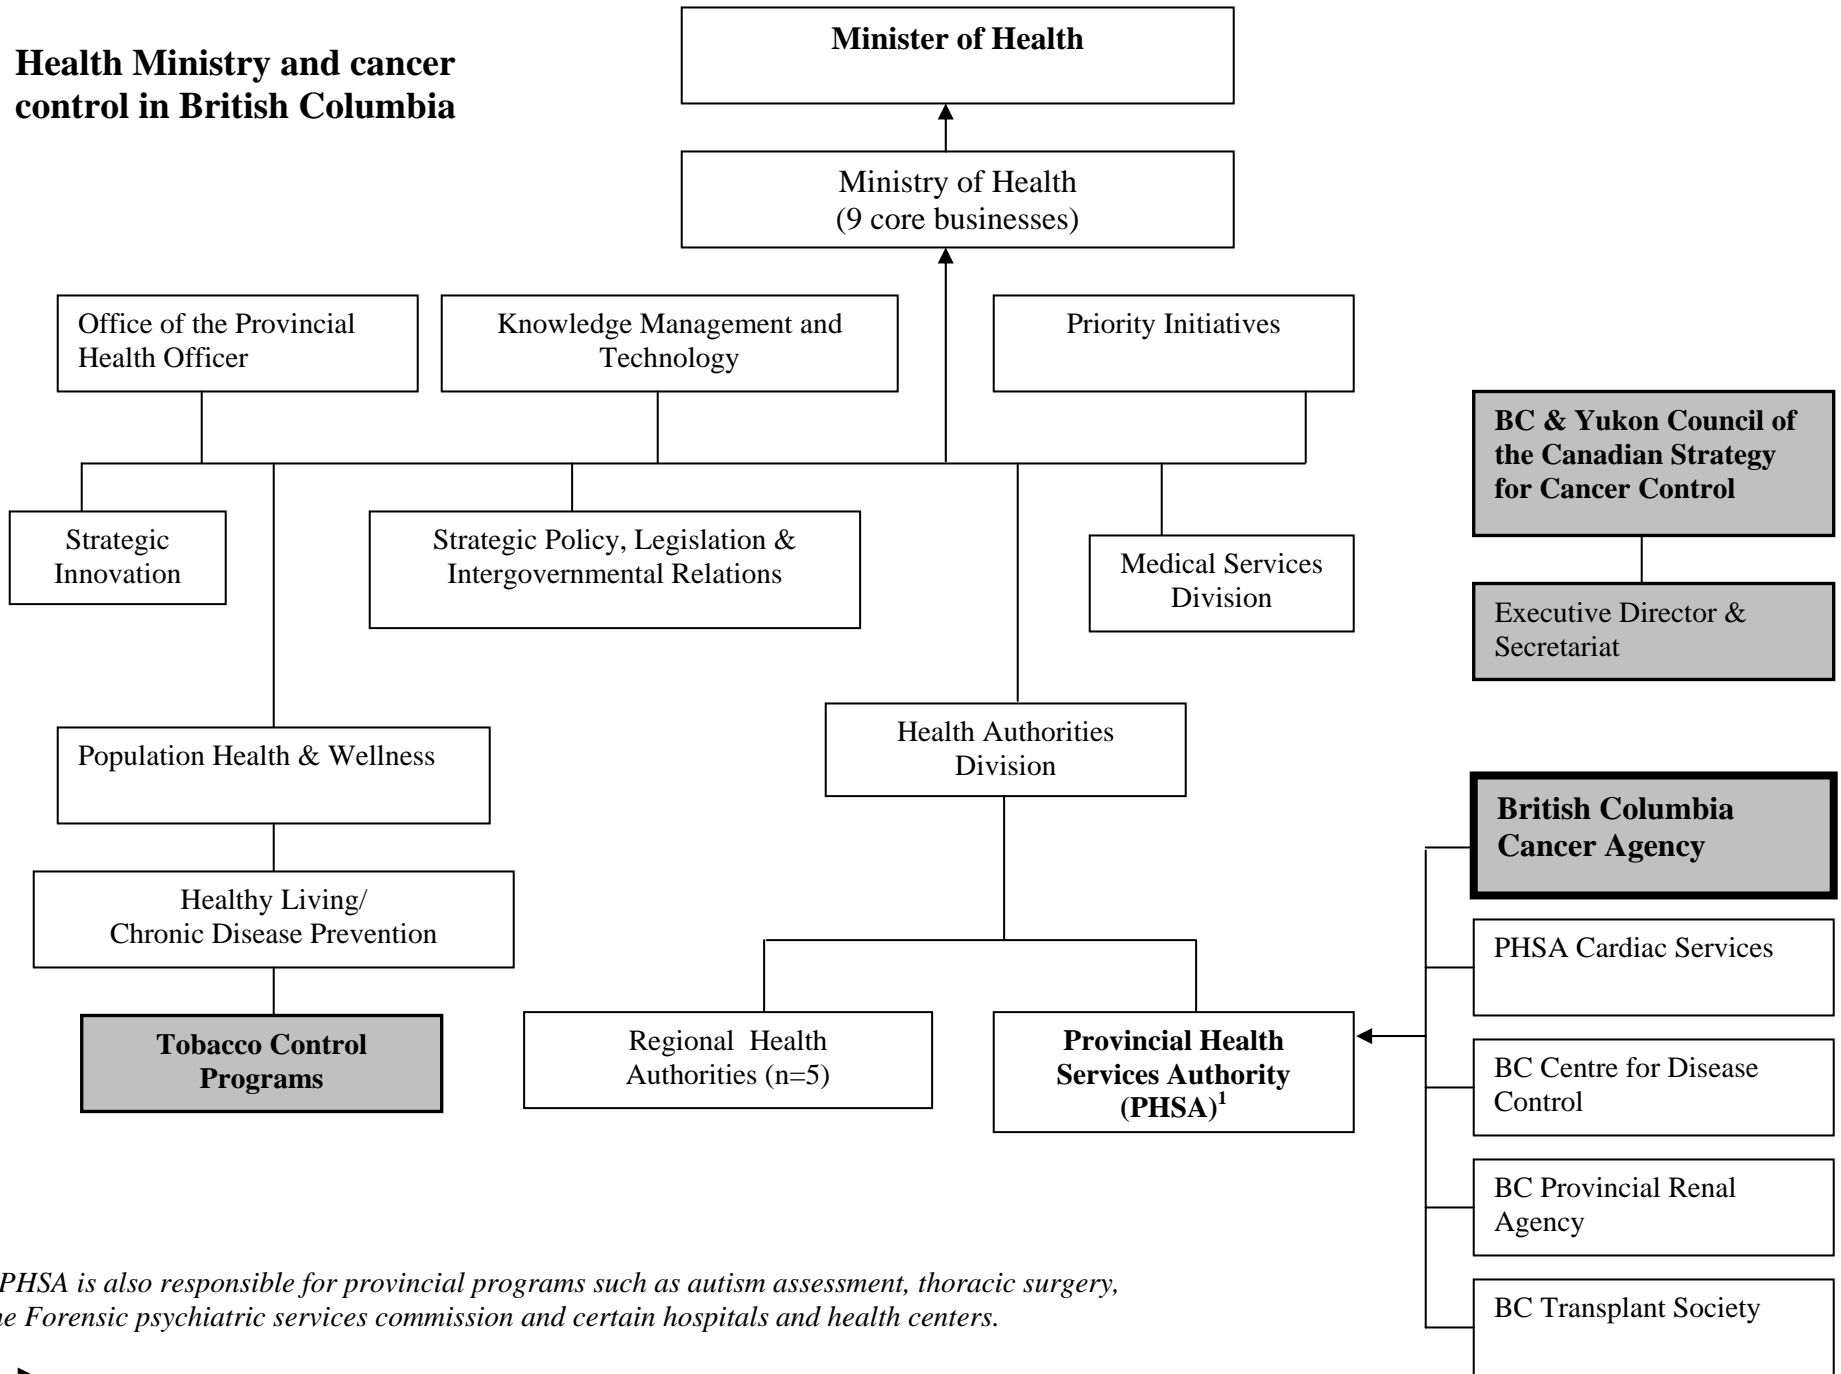 Health Ministry and cancer
control in British Columbia
Minister of Health
Ministry of Health
(9 core businesses)
Office of the Provincial
Health Officer
Knowledge Management and
Technology
Priority Initiatives
BC & Yukon Council of
the Canadian Strategy
for Cancer Control
Strategic
Innovation
Strategic Policy, Legislation &
Intergovernmental Relations
Medical Services
Division
Executive Director &
Secretariat
Population Health & Wellness
Health Authorities
Division
British Columbia
Cancer Agency
Healthy Living/
Chronic Disease Prevention
PHSA Cardiac Services
Tobacco Control
Programs
Regional Health
Authorities (n=5)
Provincial Health
Services Authority
(PHSA)1
BC Centre for Disease
Control
BC Provincial Renal
Agency
BC Transplant Society
PHSA is also responsible for provincial programs such as autism assessment, thoracic surgery,
Forensic psychiatric services commission and certain hospitals and health centers.